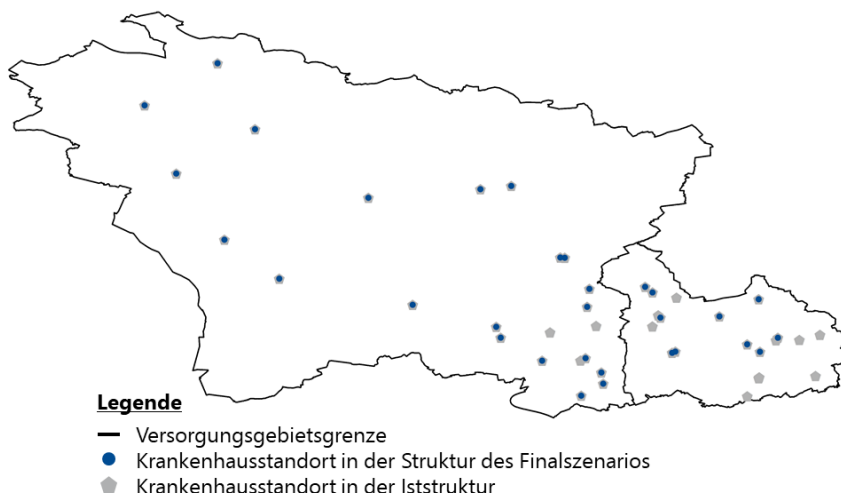 Legende
Versorgungsgebietsgrenze
Krankenhausstandort in der Struktur des Finalszenarios
Krankenhausstandort in der Iststruktur